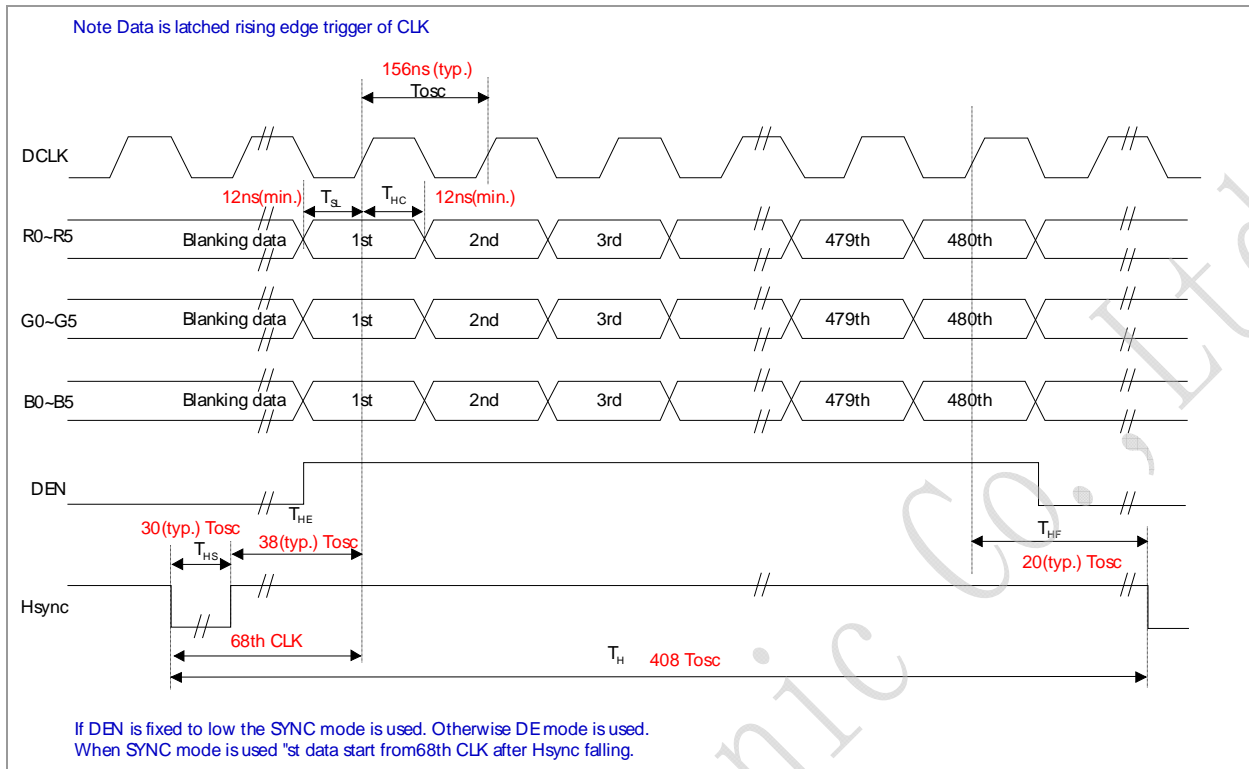 Note Data is latched rising edge trigger of CLK
156ns (typ.)
Tosc
DCLK
12ns(min.)
TSL
THC
12ns(min.)
R0~R5
Blanking data
1st
2nd
3rd
479th
480th
G0~G5
Blanking data
1st
2nd
3rd
479th
480th
B0~B5
Blanking data
1st
2nd
3rd
479th
480th
DEN
THE
30(typ.) Tosc
THS
38(typ.) Tosc
THF
20(typ.) Tosc
Hsync
68th CLK
TH
408 Tosc
If DEN is fixed to low the SYNC mode is used. Otherwise DE mode is used.
When SYNC mode is used "st data start from68th CLK after Hsync falling.
nic Co.,Ltd